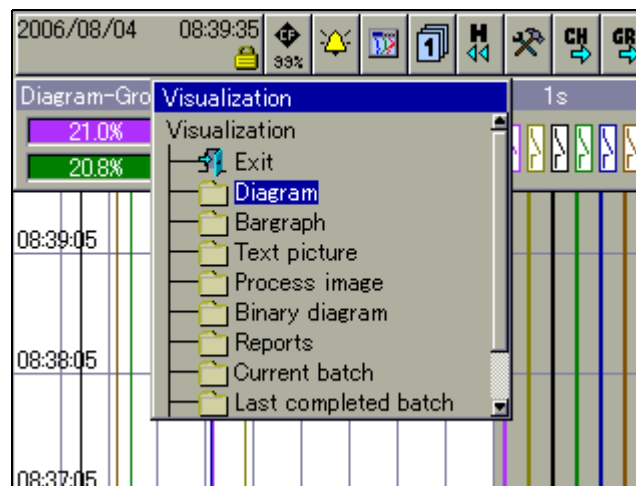 2006/08/04 08:39:35
CF
99%
1
H
CH
GR
Diagram-Gro
1s
21.0%
20.8%
Visualization
Visualization
Exit
Diagram
Bargraph
Text picture
Process image
Binary diagram
Reports
Current batch
Last completed batch
08:39:05
08:38:05
08:37:05